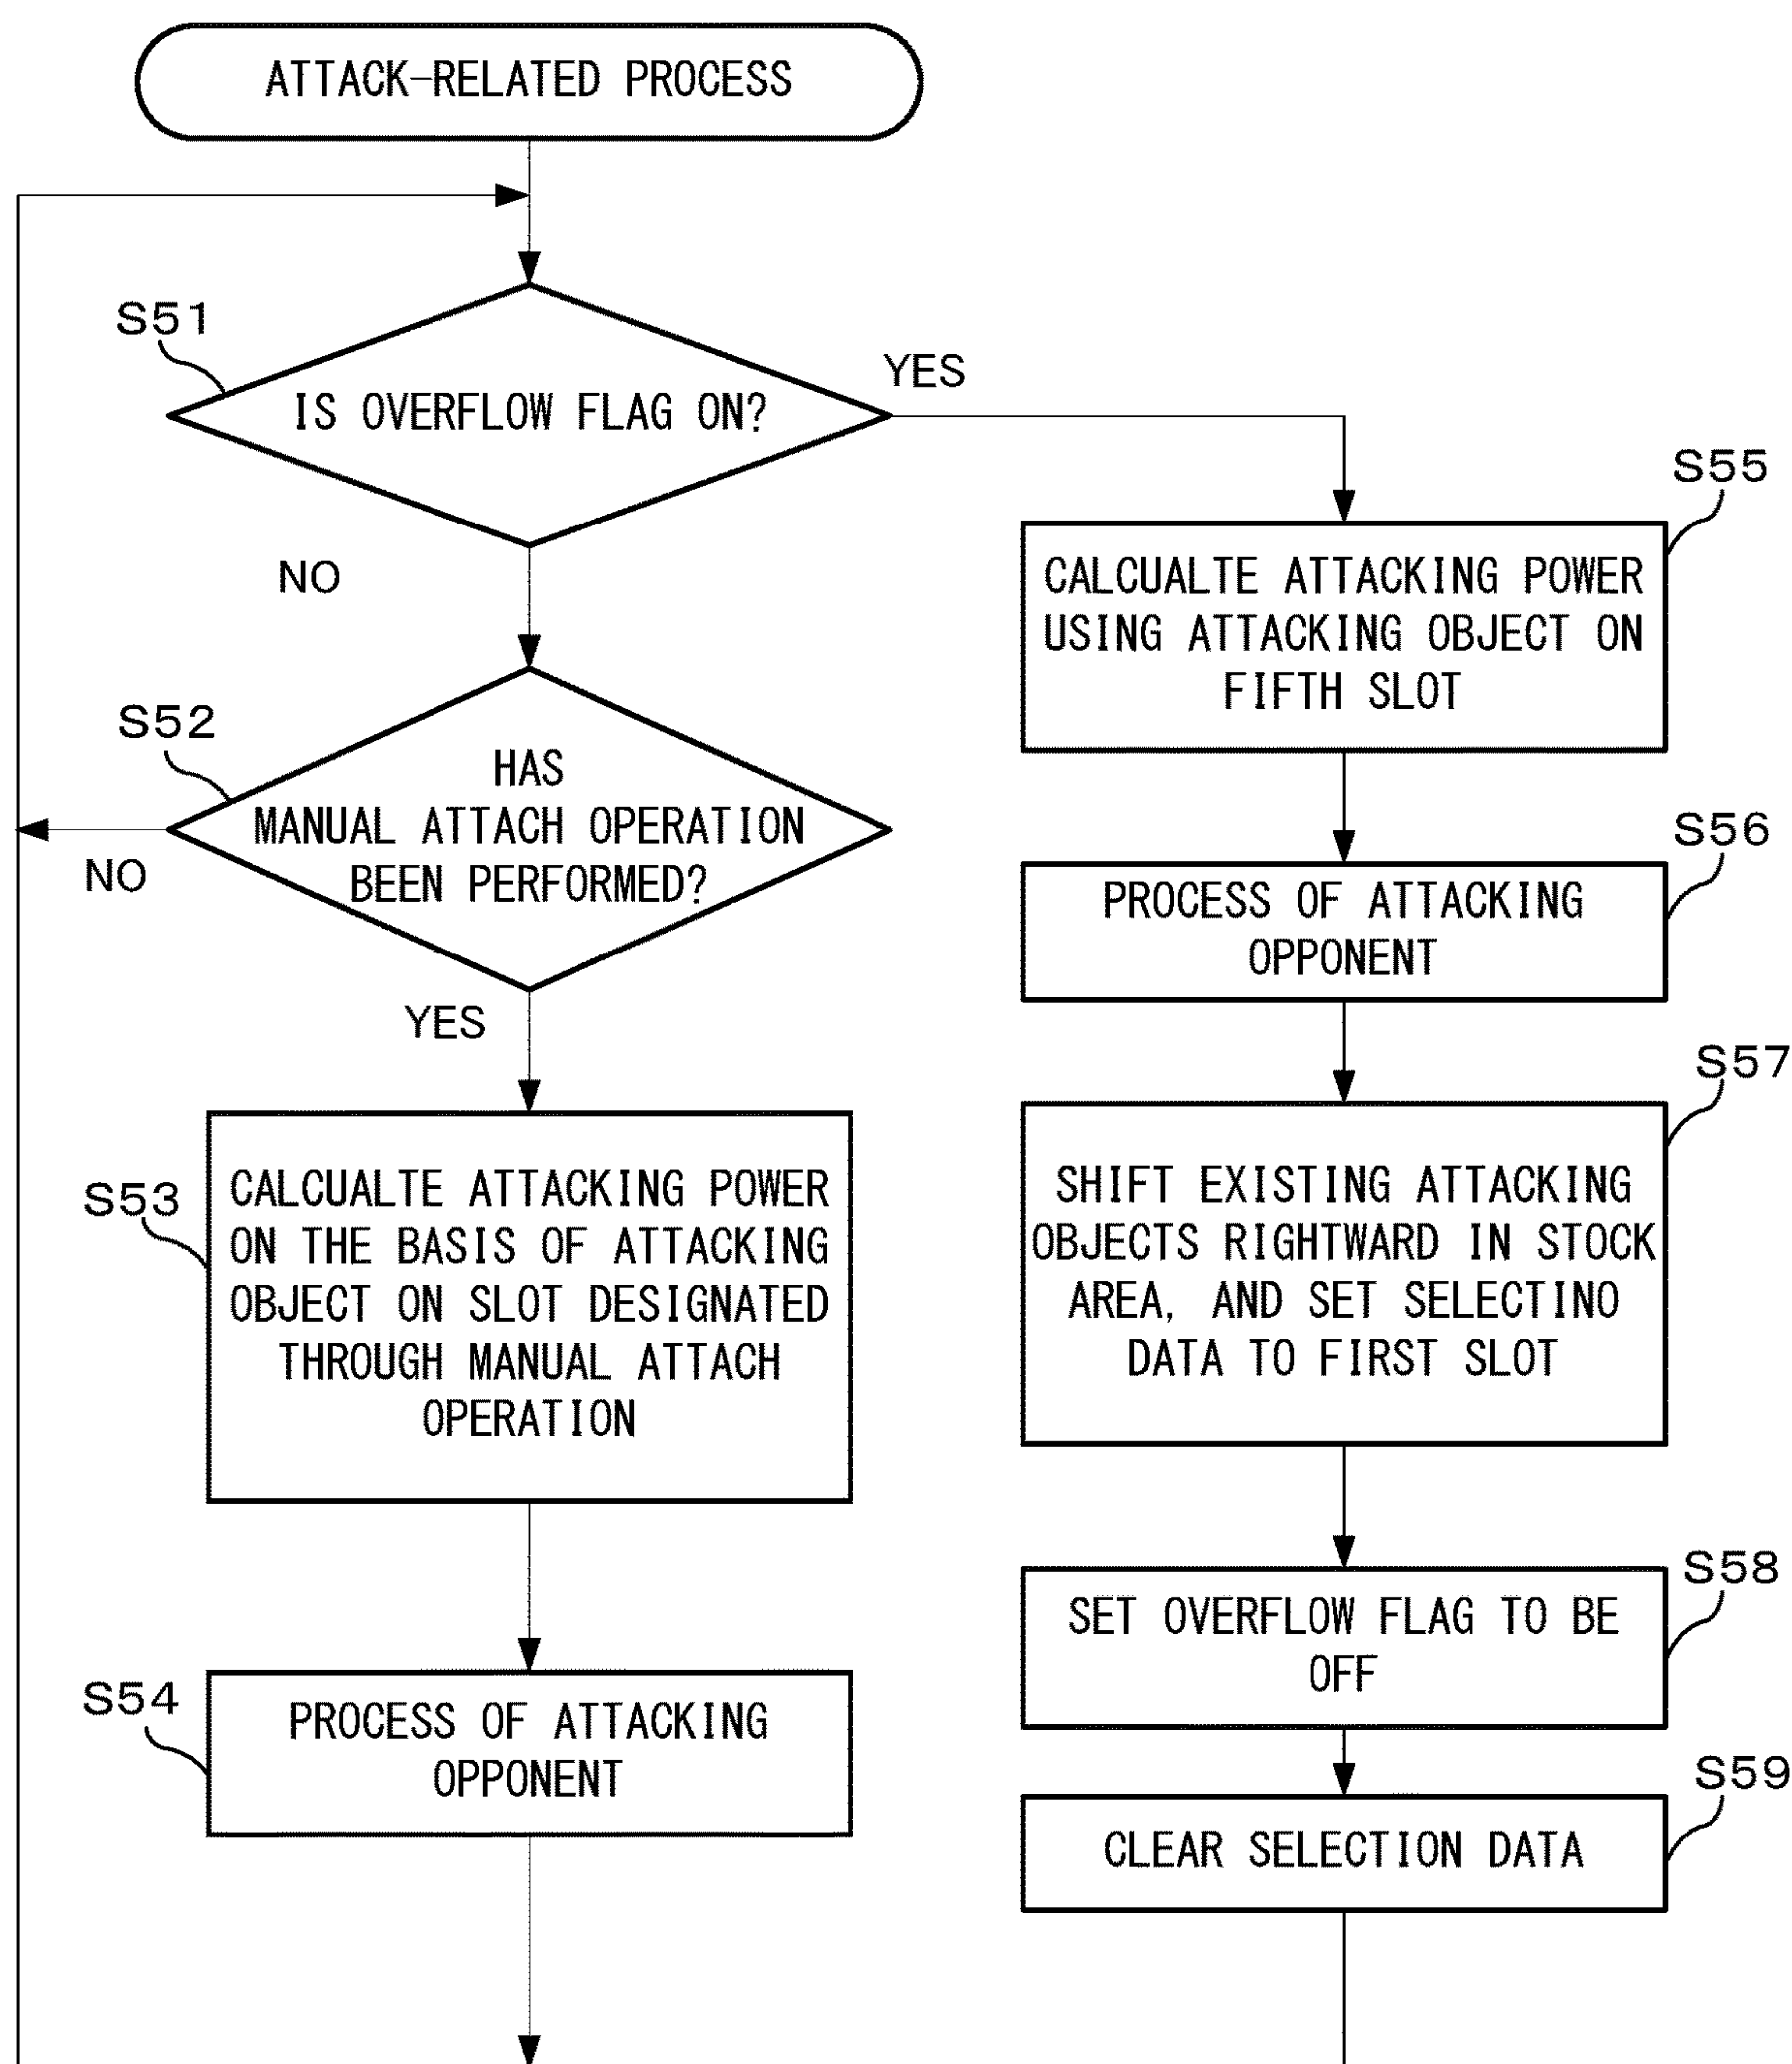 ATTACK-RELATED PROCESS
S51
IS OVERFLOW FLAG ON?
YES
NO
S52
HAS
MANUAL ATTACH OPERATION
BEEN PERFORMED?
NO
YES
S53
CALCUALTE ATTACKING POWER
ON THE BASIS OF ATTACKING
OBJECT ON SLOT DESIGNATED
THROUGH MANUAL ATTACH
OPERATION
S54
PROCESS OF ATTACKING
OPPONENT
S55
CALCUALTE ATTACKING POWER
USING ATTACKING OBJECT ON
FIFTH SLOT
S56
PROCESS OF ATTACKING
OPPONENT
S57
SHIFT EXISTING ATTACKING
OBJECTS RIGHTWARD IN STOCK
AREA, AND SET SELECTINO
DATA TO FIRST SLOT
S58
SET OVERFLOW FLAG TO BE
OFF
S59
CLEAR SELECTION DATA